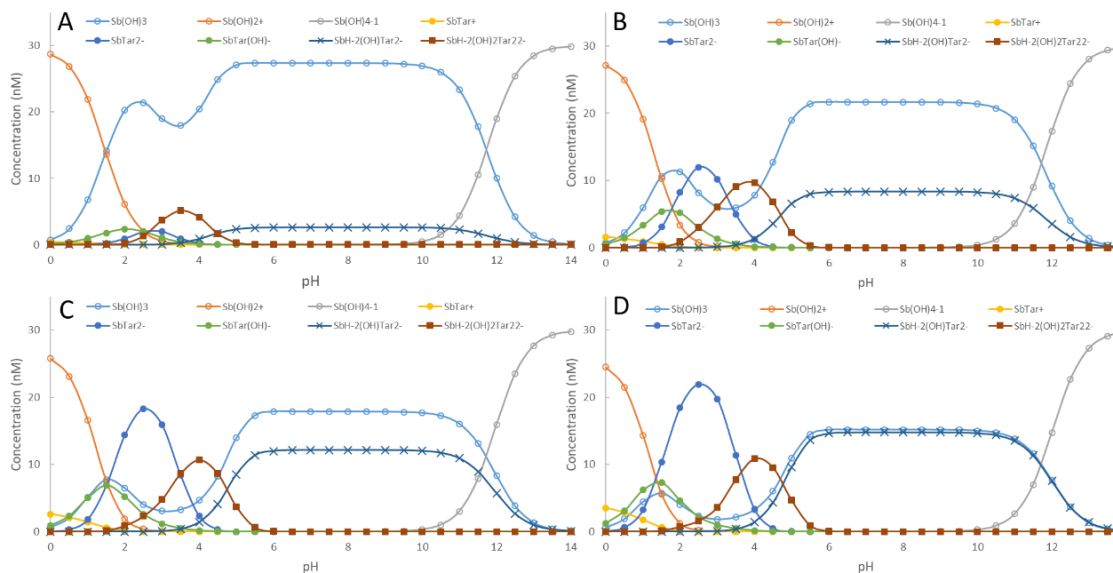 A
Sb(OH)3 Sb(OH)2+ Sb(OH)4-1 SbTar+
SbTar2- SbTar(OH)- SbH-2(OH)Tar2- SbH-2(OH)2Tar22-
30
20
10
0
Concentration (nM)
0 2 4 6 8 10 12 14
pH
B
Sb(OH)3 Sb(OH)2+ Sb(OH)4-1 SbTar+
SbTar2- SbTar(OH)- SbH-2(OH)Tar2- SbH-2(OH)2Tar22-
30
20
10
0
Concentration (nM)
0 2 4 6 8 10 12
pH
C
Sb(OH)3 Sb(OH)2+ Sb(OH)4-1 SbTar+
SbTar2- SbTar(OH)- SbH-2(OH)Tar2- SbH-2(OH)2Tar22-
30
20
10
0
Concentration (nM)
0 2 4 6 8 10 12 14
pH
D
Sb(OH)3 Sb(OH)2+ Sb(OH)4-1 SbTar+
SbTar2- SbTar(OH)- SbH-2(OH)Tar2- SbH-2(OH)2Tar22-
30
20
10
0
Concentration (nM)
0 2 4 6 8 10 12
pH